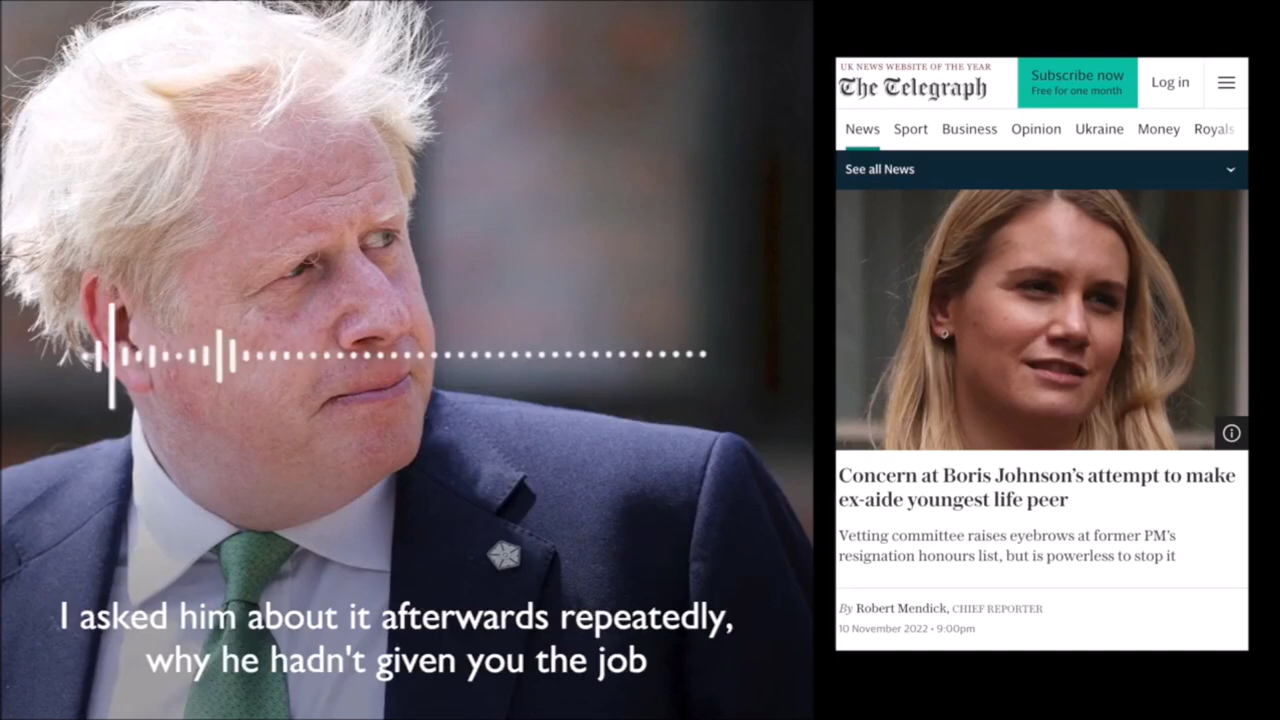 I asked him about it afterwards repeatedly,
why he hadn't given you the job
UK NEWS WEBSITE OF THE YEAR
The Telegraph
Subscribe now
Free for one month
Log in
News Sport Business Opinion Ukraine Money Royals
See all News
Concern at Boris Johnson's attempt to make
ex-aide youngest life peer
Vetting committee raises eyebrows at former PM's
resignation honours list, but is powerless to stop it
By Robert Mendick, CHIEF REPORTER
10 November 2022 • 9:00pm